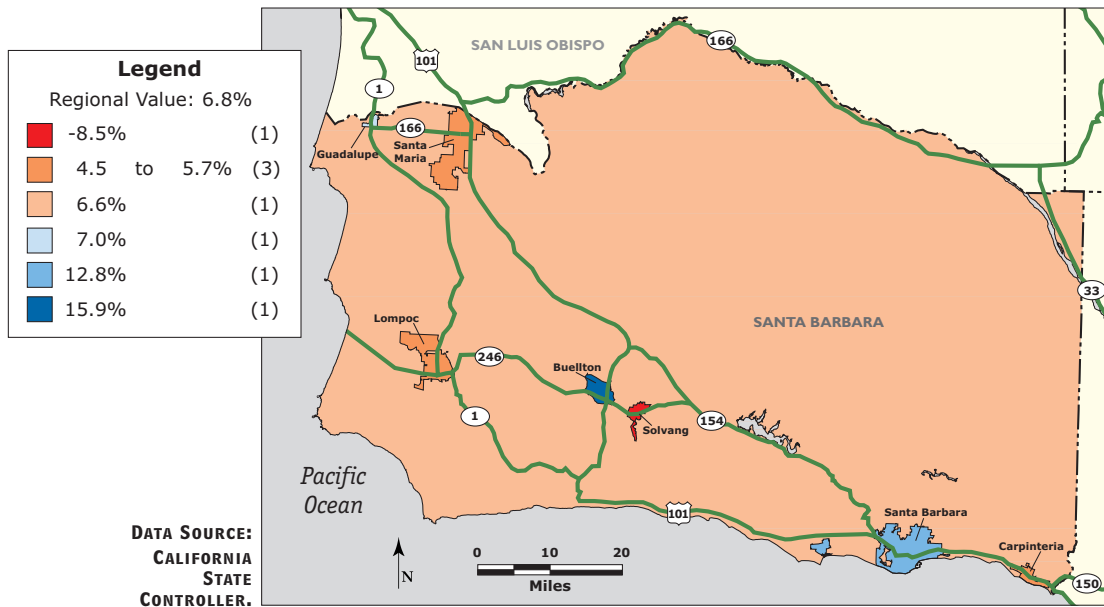 Legend
Regional Value: 6.8%
-8.5% (1)
4.5 to 5.7% (3)
6.6% (1)
7.0% (1)
12.8% (1)
15.9% (1)
SAN LUIS OBISPO
101
166
1
166
Guadalupe
Santa
Maria
33
SANTA BARBARA
Lompoc
246
Buellton
1
Solvang
154
Pacific
Ocean
101
Santa Barbara
Carpinteria
150
N
0 10 20
Miles
DATA SOURCE:
CALIFORNIA
STATE
CONTROLLER.